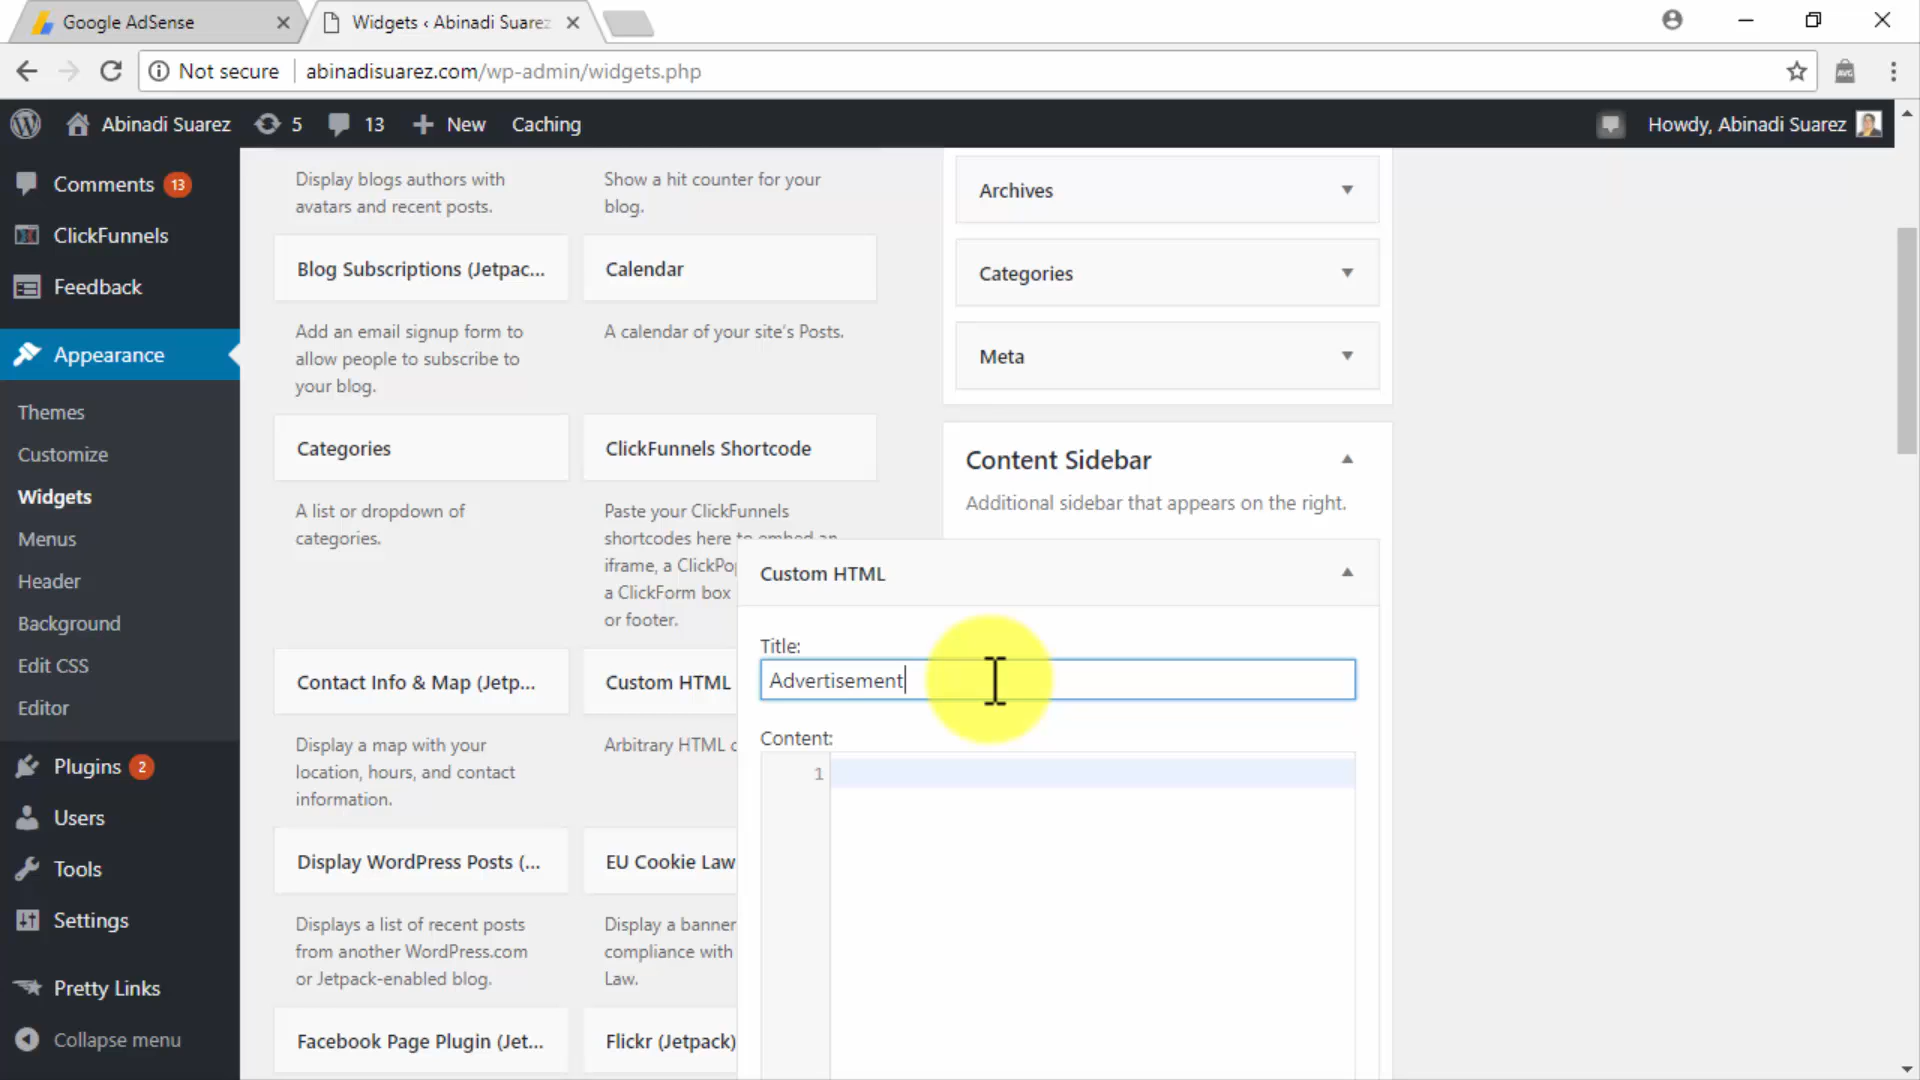 Google AdSense
Widgets ‹ Abinadi Suarez
Not secure
abinadisuarez.com/wp-admin/widgets.php
Abinadi Suarez
5
13
New
Caching
Howdy, Abinadi Suarez
Comments 13
ClickFunnels
Feedback
Appearance
Themes
Customize
Widgets
Menus
Header
Background
Edit CSS
Editor
Plugins 2
Users
Tools
Settings
Pretty Links
Collapse menu
Display blogs authors with
avatars and recent posts.
Show a hit counter for your
blog.
Blog Subscriptions (Jetpac...
Calendar
Add an email signup form to
allow people to subscribe to
your blog.
A calendar of your site's Posts.
Categories
ClickFunnels Shortcode
A list or dropdown of
categories.
Paste your ClickFunnels
shortcodes here to embed an
iframe, a ClickPo
a ClickForm box
or footer.
Contact Info & Map (Jetp...
Custom HTML
Display a map with your
location, hours, and contact
information.
Arbitrary HTML c
Display WordPress Posts (...
EU Cookie Law
Displays a list of recent posts
from another WordPress.com
or Jetpack-enabled blog.
Display a banner
compliance with
Law.
Facebook Page Plugin (Jet...
Flickr (Jetpack)
Archives
Categories
Meta
Content Sidebar
Additional sidebar that appears on the right.
Custom HTML
Title:
Advertisement
Content:
1